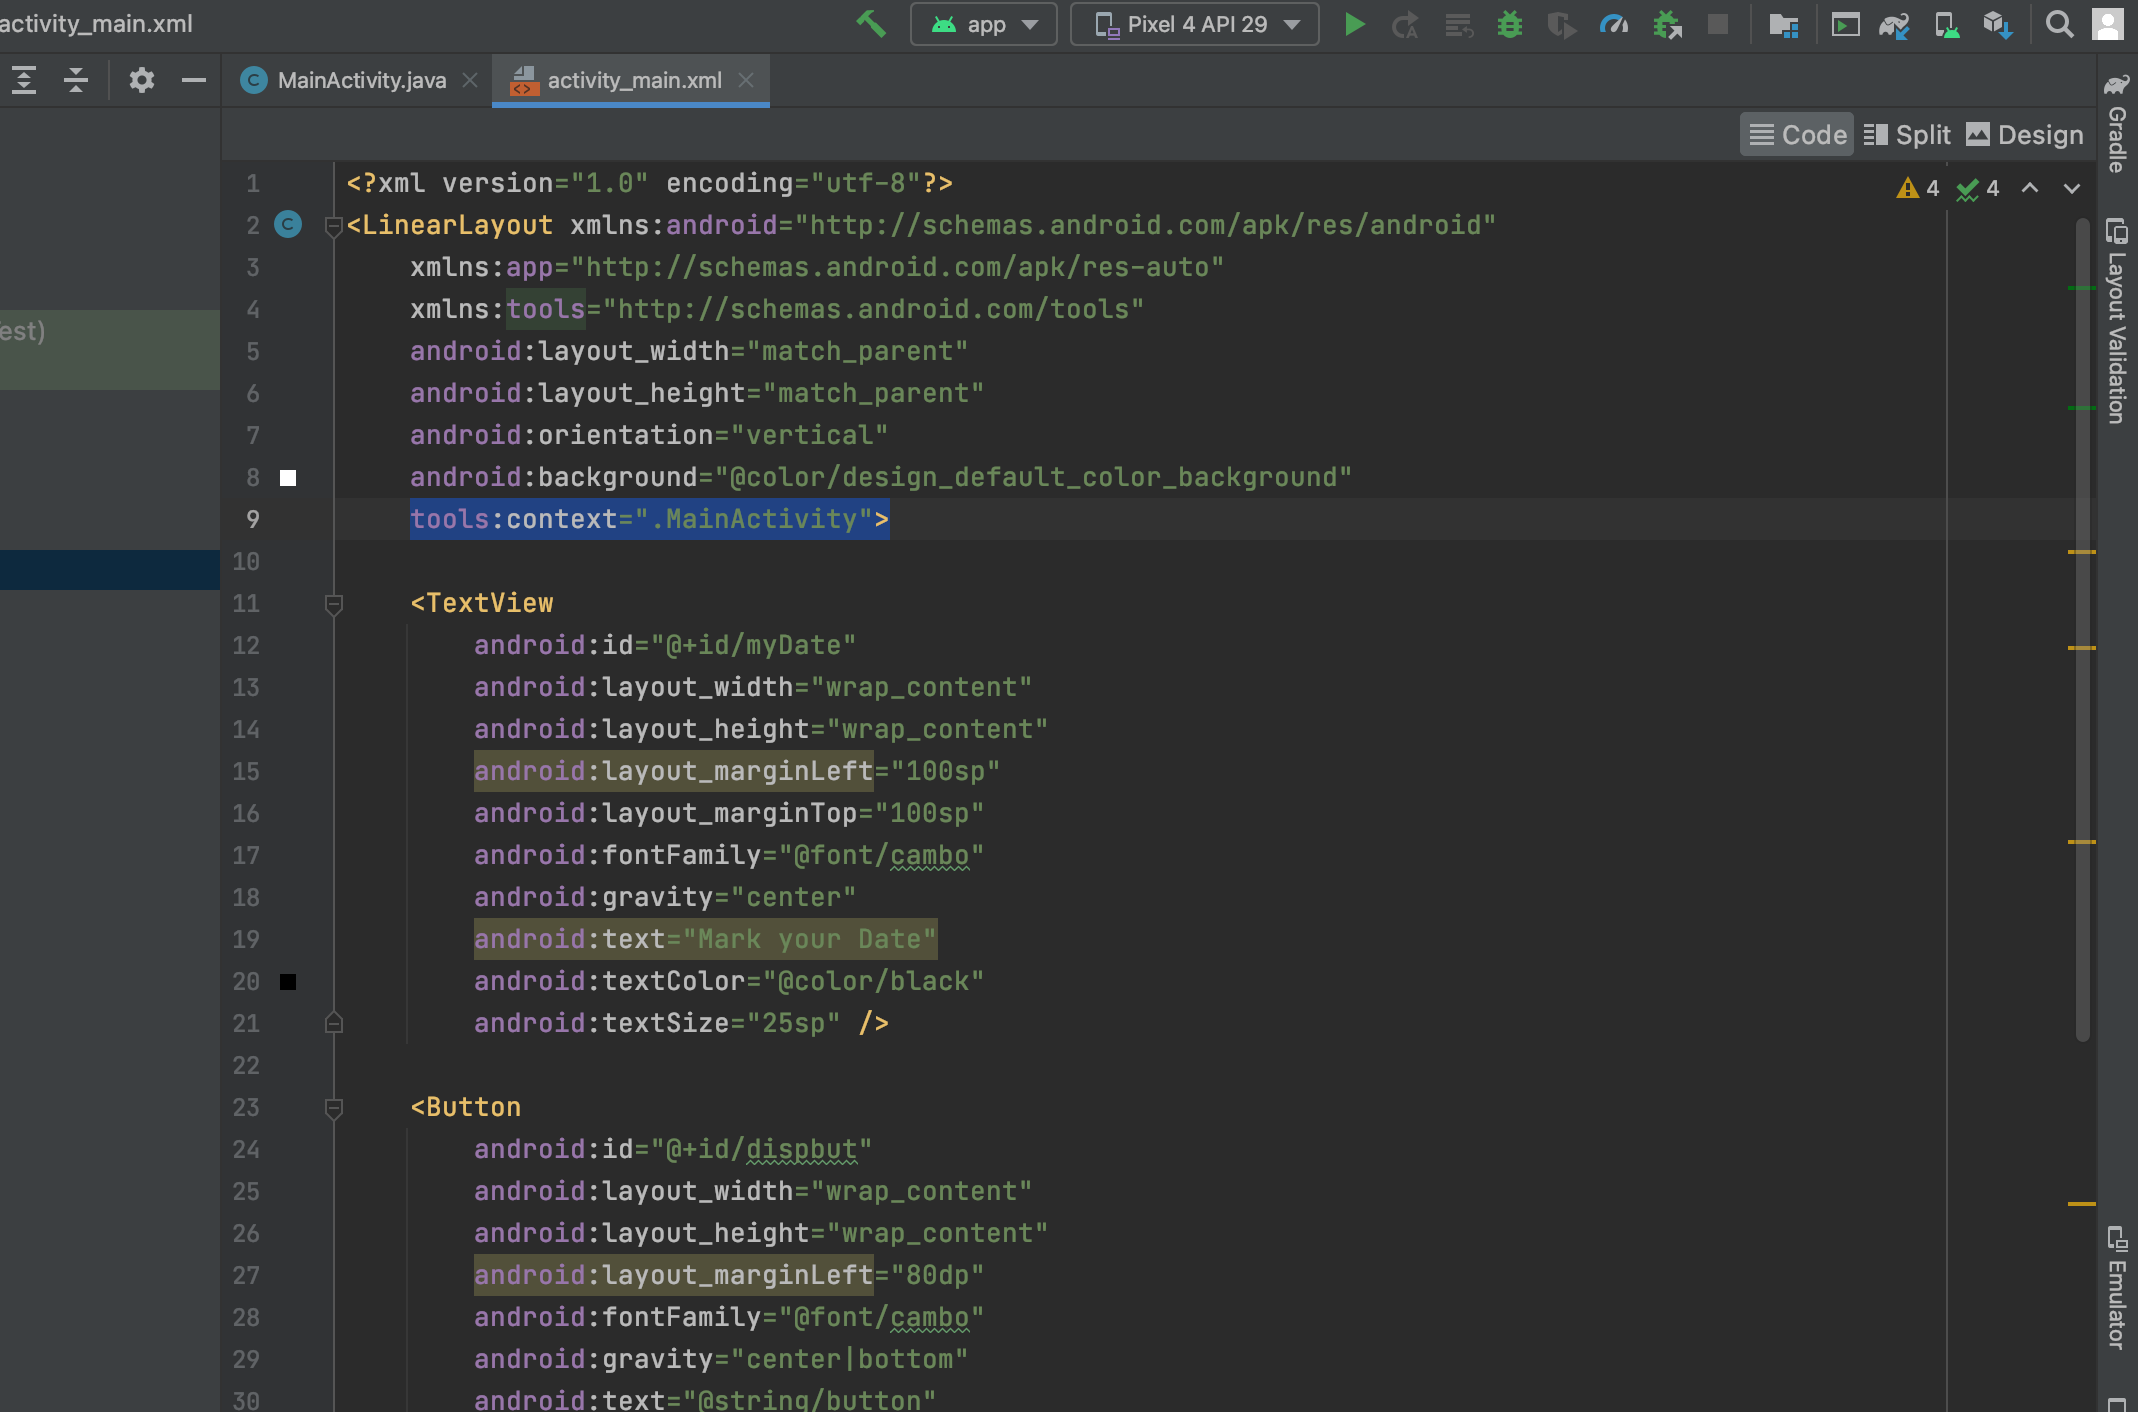 activity_main.xml
app
Pixel 4 API 29
MainActivity.java
activity_main.xml
Code
Split
Design
4
4
est)
1 <?xml version="1.0" encoding="utf-8"?>
2 <LinearLayout xmlns:android="http://schemas.android.com/apk/res/android"
3 xmlns:app="http://schemas.android.com/apk/res-auto"
4 xmlns:tools="http://schemas.android.com/tools"
5 android:layout_width="match_parent"
6 android:layout_height="match_parent"
7 android:orientation="vertical"
8 android:background="@color/design_default_color_background"
9 tools:context=".MainActivity">
10
11 <TextView
12 android:id="@+id/myDate"
13 android:layout_width="wrap_content"
14 android:layout_height="wrap_content"
15 android:layout_marginLeft="100sp"
16 android:layout_marginTop="100sp"
17 android:fontFamily="@font/cambo"
18 android:gravity="center"
19 android:text="Mark your Date"
20 android:textColor="@color/black"
21 android:textSize="25sp" />
22
23 <Button
24 android:id="@+id/dispbut"
25 android:layout_width="wrap_content"
26 android:layout_height="wrap_content"
27 android:layout_marginLeft="80dp"
28 android:fontFamily="@font/cambo"
29 android:gravity="center|bottom"
30 android:text="@string/button"
Gradle
Layout Validation
Emulator